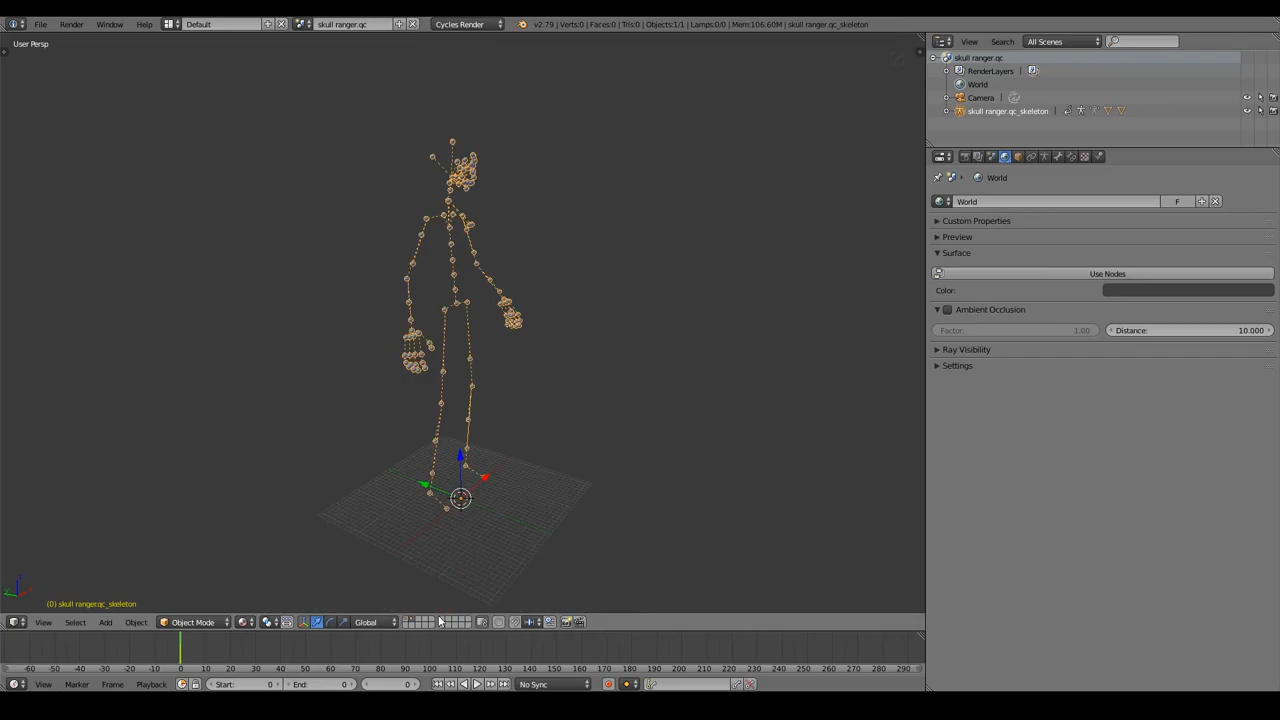 File Render Window Help Default skull ranger.qc Cycles Render v2.79 | Verts:0 | Faces:0 | Tris:0 | Objects:1/1 | Lamps:0/0 | Mem:106.60M | skull ranger.qc_skeleton
User Persp
View Search All Scenes
skull ranger.qc
RenderLayers |
World
Camera |
skull ranger.qc_skeleton |
World
World F
Custom Properties
Preview
Surface
Use Nodes
Color:
Ambient Occlusion
Factor: 1.00 Distance: 10.000
Ray Visibility
Settings
(0) skull ranger.qc_skeleton
View Select Add Object Object Mode Global
-60 -50 -40 -30 -20 -10 0 10 20 30 40 50 60 70 80 90 100 110 120 130 140 150 160 170 180 190 200 210 220 230 240 250 260 270 280 290
View Marker Frame Playback Start: 0 End: 0 0 No Sync